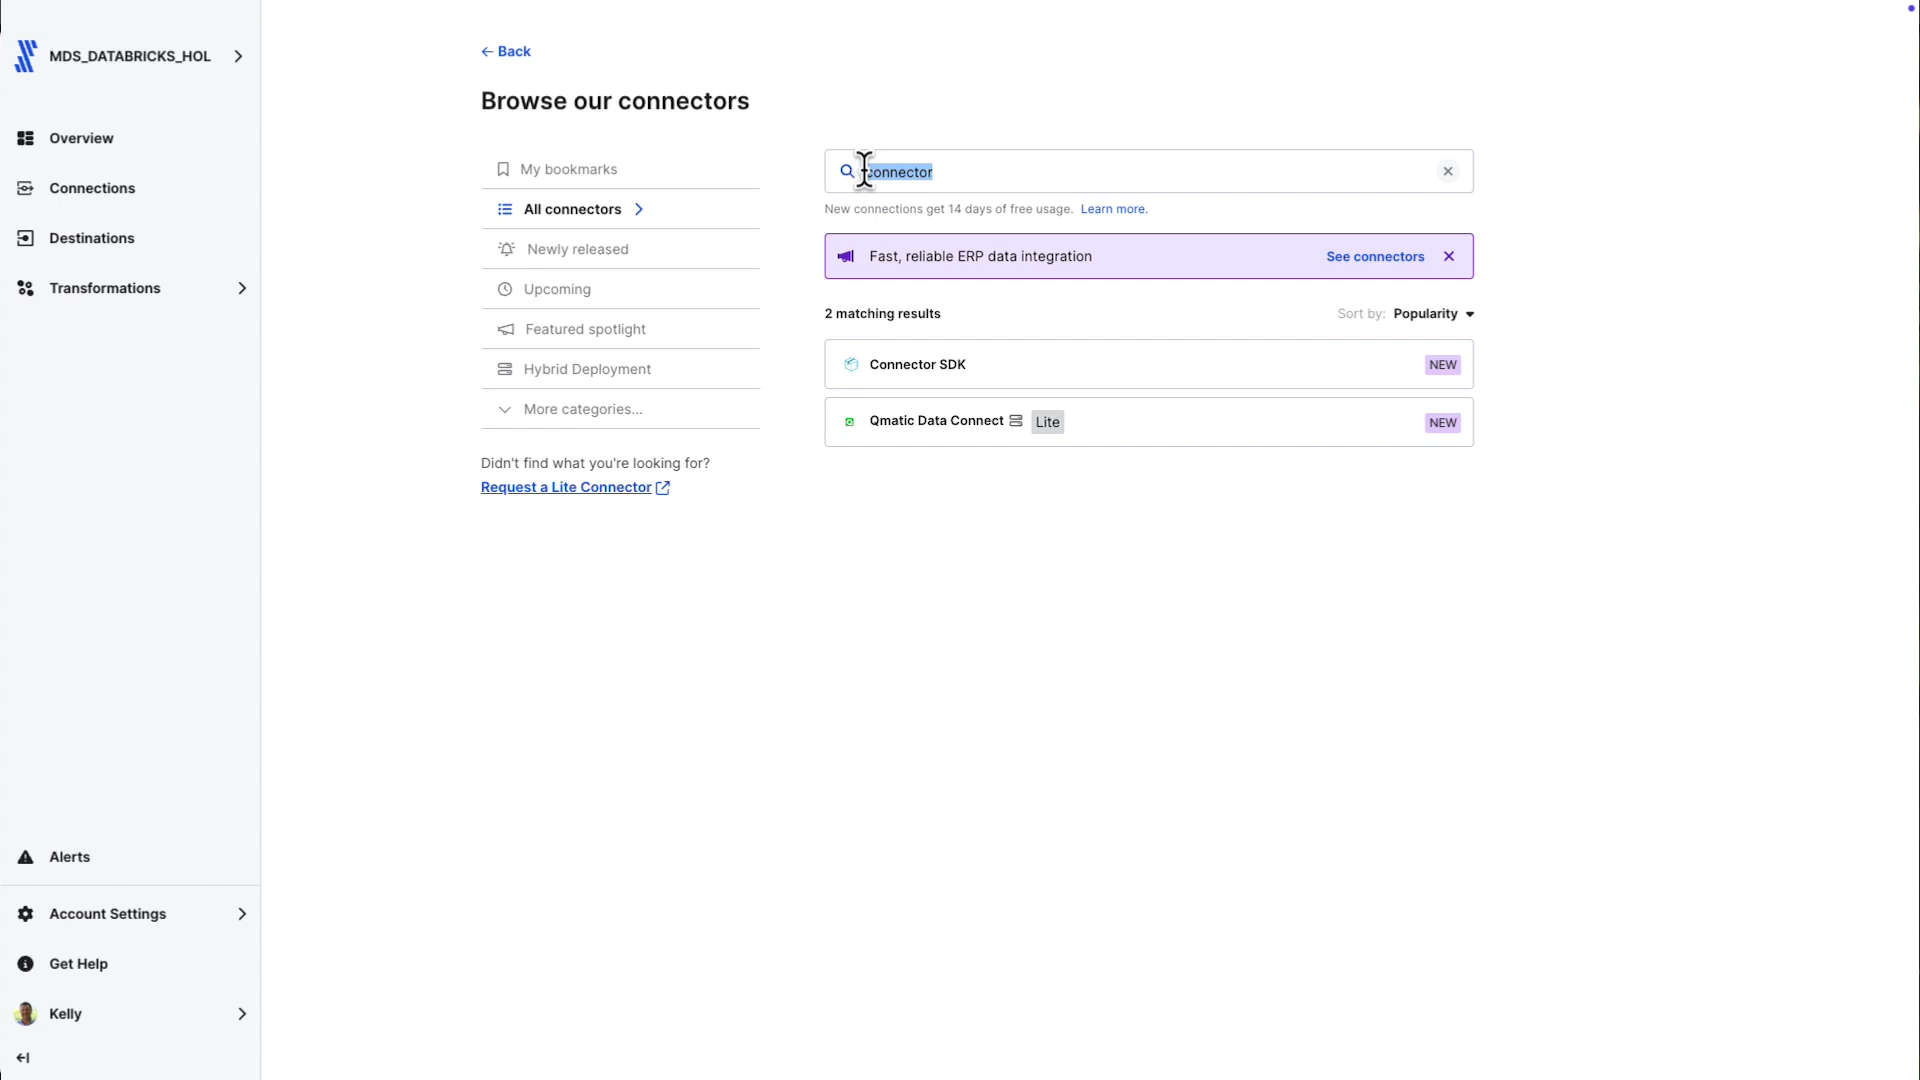 MDS_DATABRICKS_HOL
Overview
Connections
Destinations
Transformations
Alerts
Account Settings
Get Help
Kelly
Back
Browse our connectors
My bookmarks
All connectors
Newly released
Upcoming
Featured spotlight
Hybrid Deployment
More categories...
Didn't find what you're looking for?
Request a Lite Connector
connector
New connections get 14 days of free usage. Learn more.
Fast, reliable ERP data integration See connectors
2 matching results Sort by: Popularity
Connector SDK NEW
Qmatic Data Connect Lite NEW